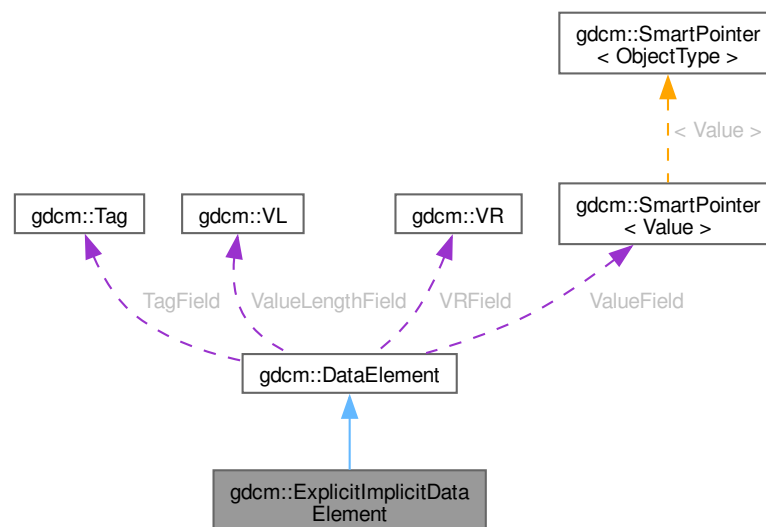 gdcm::SmartPointer
< ObjectType >
< Value >
gdcm::Tag
gdcm::VL
gdcm::VR
gdcm::SmartPointer
< Value >
TagField
ValueLengthField
VRField
ValueField
gdcm::DataElement
gdcm::ExplicitImplicitData
Element